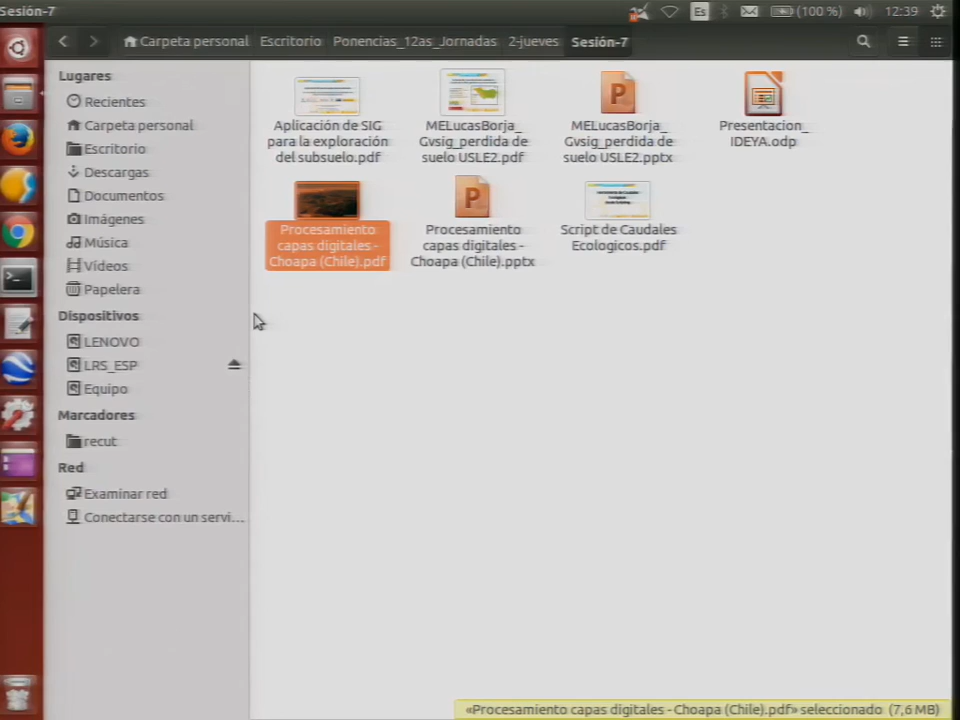 Sesión-7
Es
(100 %)
12:39
Carpeta personal
Escritorio
Ponencias_12as_Jornadas
2-jueves
Sesión-7
Lugares
Recientes
Carpeta personal
Escritorio
Descargas
Documentos
Imágenes
Música
Vídeos
Papelera
Dispositivos
LENOVO
LRS_ESP
Equipo
Marcadores
recut
Red
Examinar red
Conectarse con un servi...
Aplicación de SIG
para la exploración
del subsuelo.pdf
MELucasBorja_
Gvsig_perdida de
suelo USLE2.pdf
MELucasBorja_
Gvsig_perdida de
suelo USLE2.pptx
Presentacion_
IDEYA.odp
Procesamiento
capas digitales -
Choapa (Chile).pdf
Procesamiento
capas digitales -
Choapa (Chile).pptx
Script de Caudales
Ecologicos.pdf
«Procesamiento capas digitales - Choapa (Chile).pdf» seleccionado (7,6 MB)